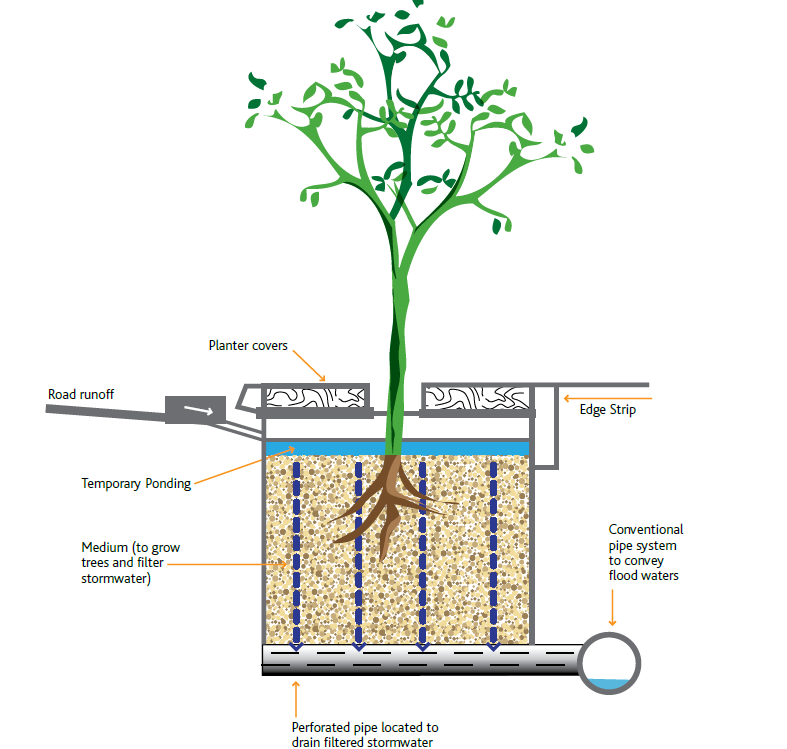 Planter covers
Road runoff
Edge Strip
Temporary Ponding
Medium (to grow
trees and filter
stormwater)
Conventional
pipe system
to convey
flood waters
Perforated pipe located to
drain filtered stormwater